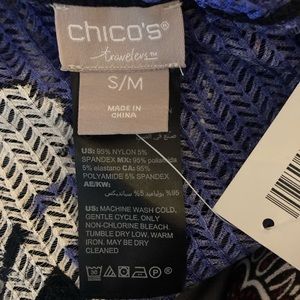 chico's®
travelers™
S/M
MADE IN
CHINA
US: 95% NYLON 5%
SPANDEX MX: 95% poliamida
5% elastano CA: 95%
POLYAMIDE 5% SPANDEX
AE/KW:
US: MACHINE WASH COLD,
GENTLE CYCLE. ONLY
NON-CHLORINE BLEACH.
TUMBLE DRY LOW. WARM
IRON. MAY BE DRY
CLEANED